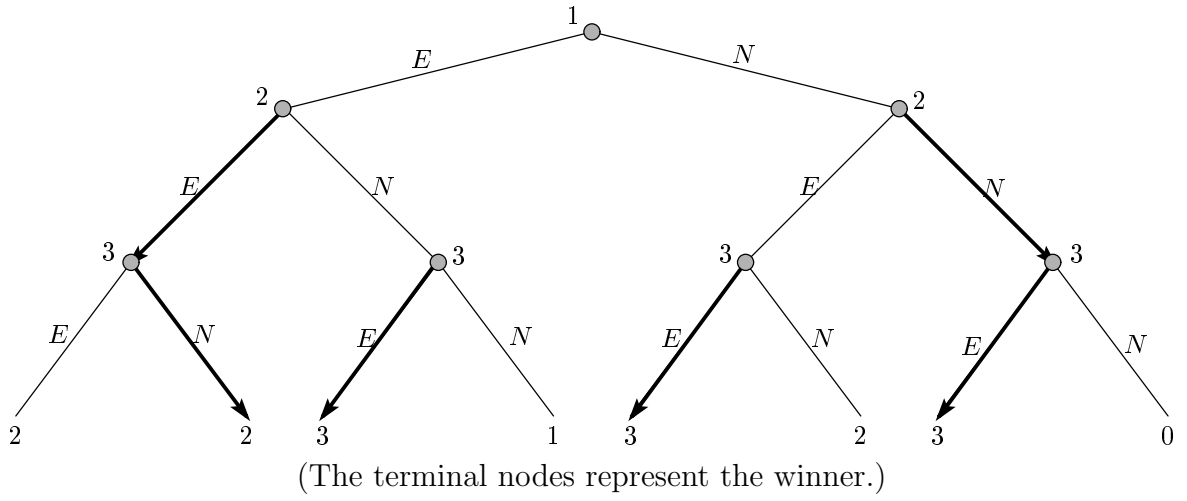 1
E N
2 2
E N E N
3 3 3 3
E N E N E N E N
2 2 3 1 3 2 3 0
(The terminal nodes represent the winner.)